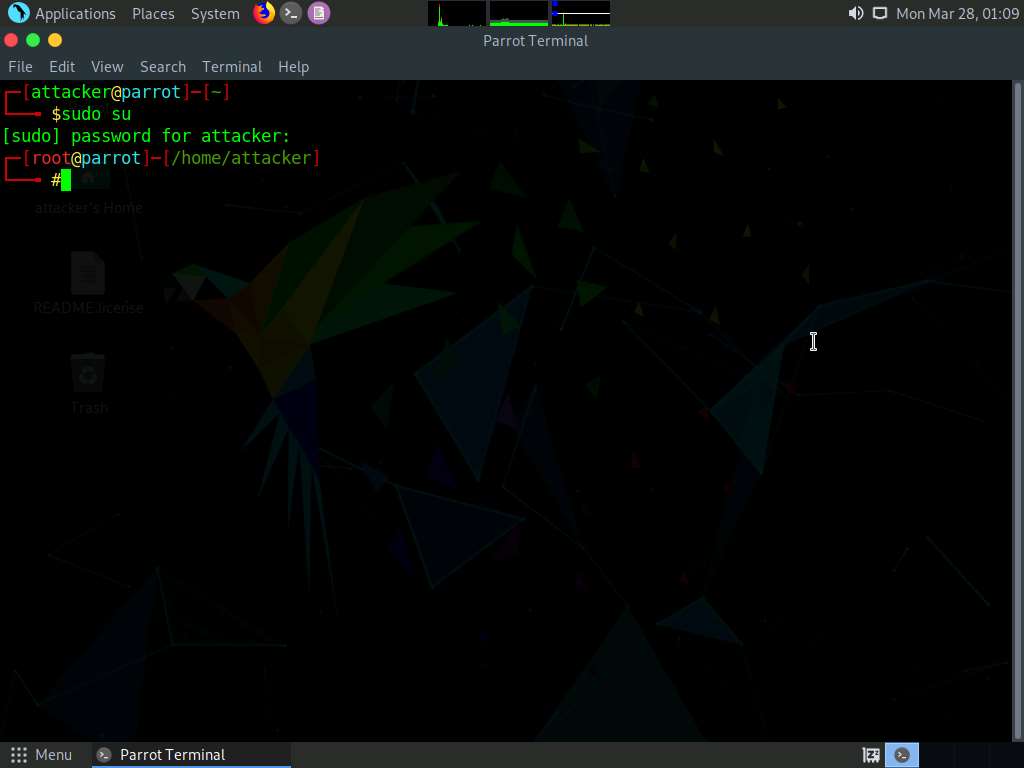 Applications Places System Mon Mar 28, 01:09
Parrot Terminal
File Edit View Search Terminal Help
┌─[attacker@parrot]─[~]
└──╼ $sudo su
[sudo] password for attacker:
┌─[root@parrot]─[/home/attacker]
└──╼ #
attacker's Home
README.license
Trash
Menu Parrot Terminal